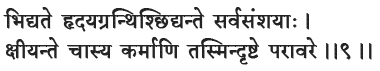 भिद्यते हृदयग्रन्थिश्छिद्यन्ते सर्वसंशयाः ।
क्षीयन्ते चास्य कर्माणि तस्मिन्दृष्टे परावरे ।।९ ।।